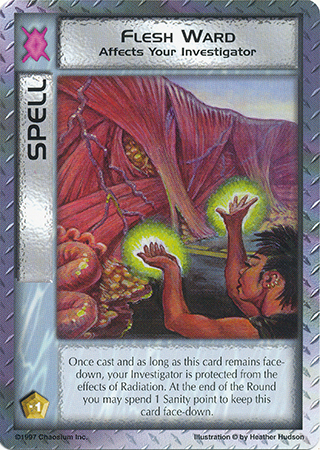 Flesh Ward
Affects Your Investigator
SPELL
Once cast and as long as this card remains face-
down, your Investigator is protected from the
effects of Radiation. At the end of the Round
you may spend 1 Sanity point to keep this
card face-down.
-1
©1997 Chaosium Inc.
Illustration © by Heather Hudson